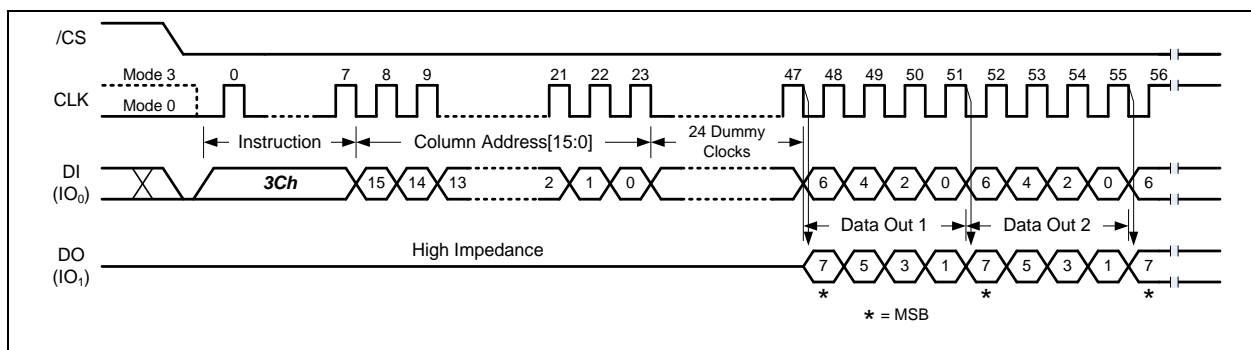 /CS
Mode 3
0 7 8 9 21 22 23 47 48 49 50 51 52 53 54 55 56
CLK
Mode 0
Instruction
Column Address[15:0]
24 Dummy
Clocks
DI
(IO0)
3Ch
15 14 13 2 1 0 6 4 2 0 6 4 2 0 6
Data Out 1
Data Out 2
High Impedance
DO
(IO1)
7 5 3 1 7 5 3 1 7
* * *
* = MSB